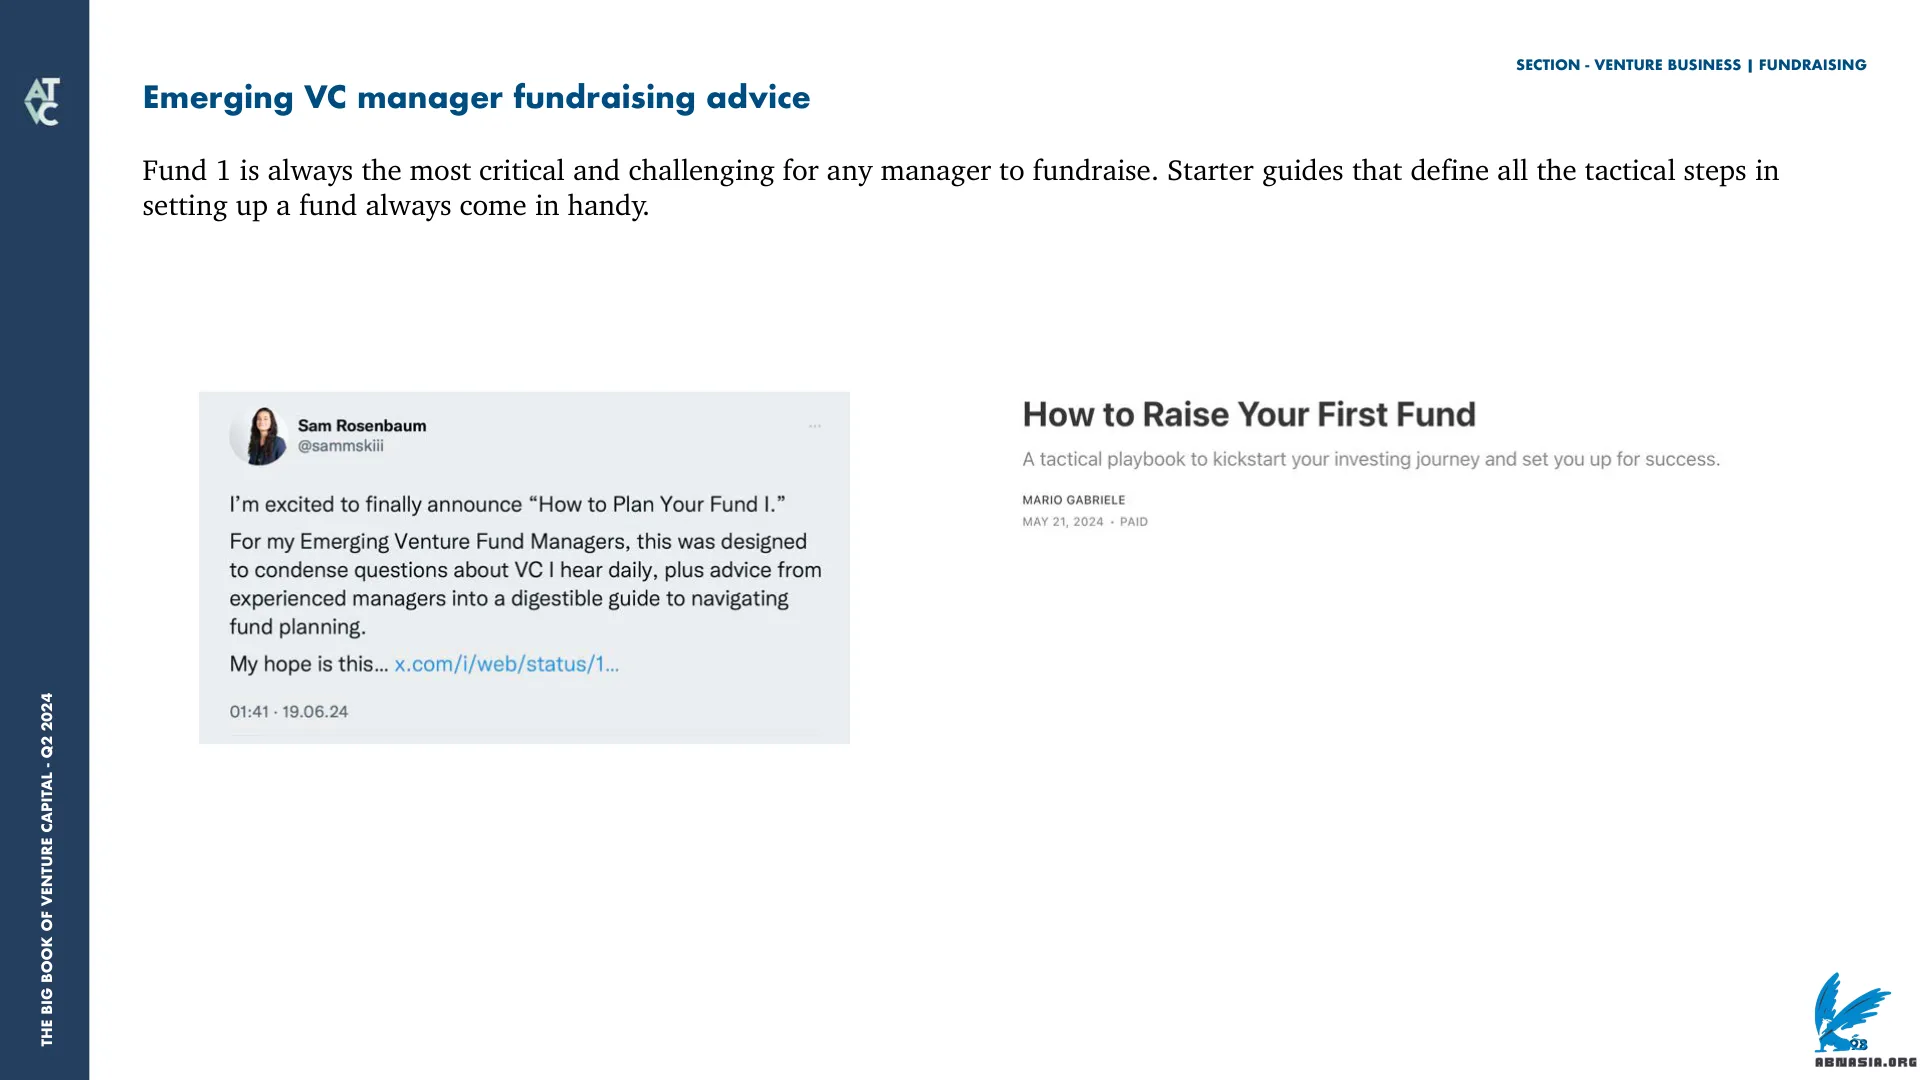 AT
VC
SECTION - VENTURE BUSINESS | FUNDRAISING
Emerging VC manager fundraising advice
Fund 1 is always the most critical and challenging for any manager to fundraise. Starter guides that define all the tactical steps in
setting up a fund always come in handy.
Sam Rosenbaum
@sammskiii
...
I'm excited to finally announce “How to Plan Your Fund I.”
For my Emerging Venture Fund Managers, this was designed
to condense questions about VC I hear daily, plus advice from
experienced managers into a digestible guide to navigating
fund planning.
My hope is this... x.com/i/web/status/1...
01:41 · 19.06.24
How to Raise Your First Fund
A tactical playbook to kickstart your investing journey and set you up for success.
MARIO GABRIELE
MAY 21, 2024 · PAID
THE BIG BOOK OF VENTURE CAPITAL - Q2 2024
98
ABNASIA.ORG